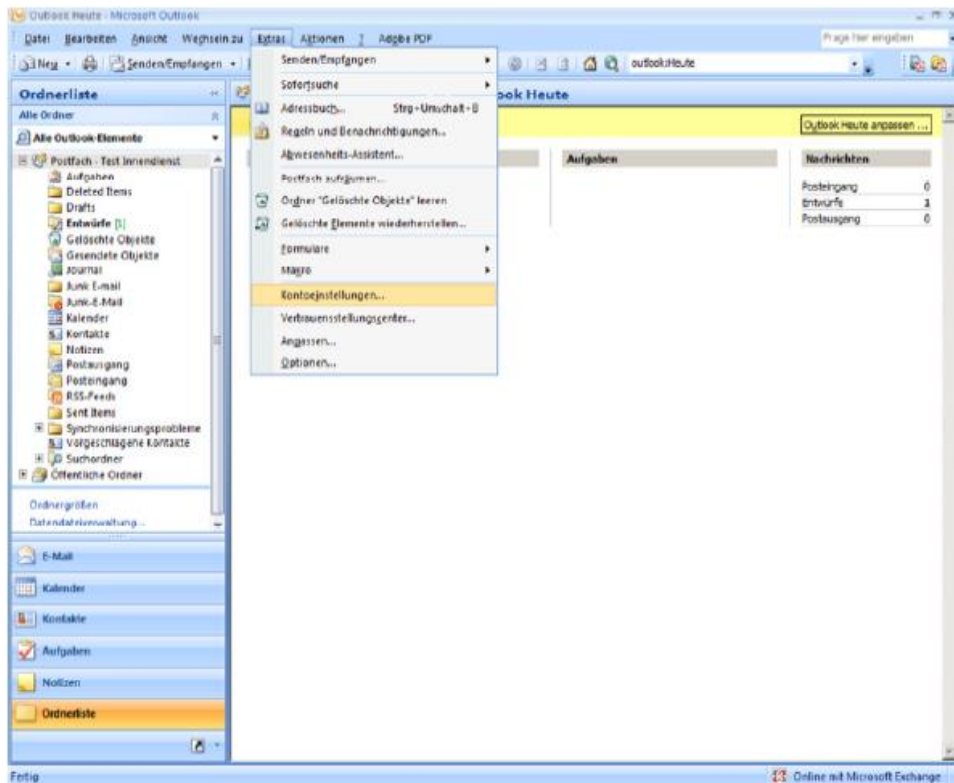 Outlook Heute - Microsoft Outlook
Datei Bearbeiten Ansicht Wechseln zu Extras Aktionen ? Adobe PDF
Frage hier eingeben
Neu Senden/Empfangen
outlook:Heute
Ordnerliste
ook Heute
Alle Ordner
Alle Outlook-Elemente
Postfach - Test Innendienst
Aufgaben
Deleted Items
Drafts
Entwürfe [1]
Gelöschte Objekte
Gesendete Objekte
Journal
Junk E-mail
Junk-E-Mail
Kalender
Kontakte
Notizen
Postausgang
Posteingang
RSS-Feeds
Sent Items
Synchronisierungsprobleme
Vorgeschlagene Kontakte
Suchordner
Öffentliche Ordner
Ordnergrößen
Datendateiverwaltung...
E-Mail
Kalender
Kontakte
Aufgaben
Notizen
Ordnerliste
Senden/Empfangen
Sofortsuche
Adressbuch... Strg+Umschalt+B
Regeln und Benachrichtigungen...
Abwesenheits-Assistent...
Postfach aufräumen...
Ordner "Gelöschte Objekte" leeren
Gelöschte Elemente wiederherstellen...
Formulare
Makro
Kontoeinstellungen...
Vertrauensstellungscenter...
Anpassen...
Optionen...
Outlook Heute anpassen ...
Aufgaben
Nachrichten
Posteingang 0
Entwürfe 1
Postausgang 0
Fertig
Online mit Microsoft Exchange